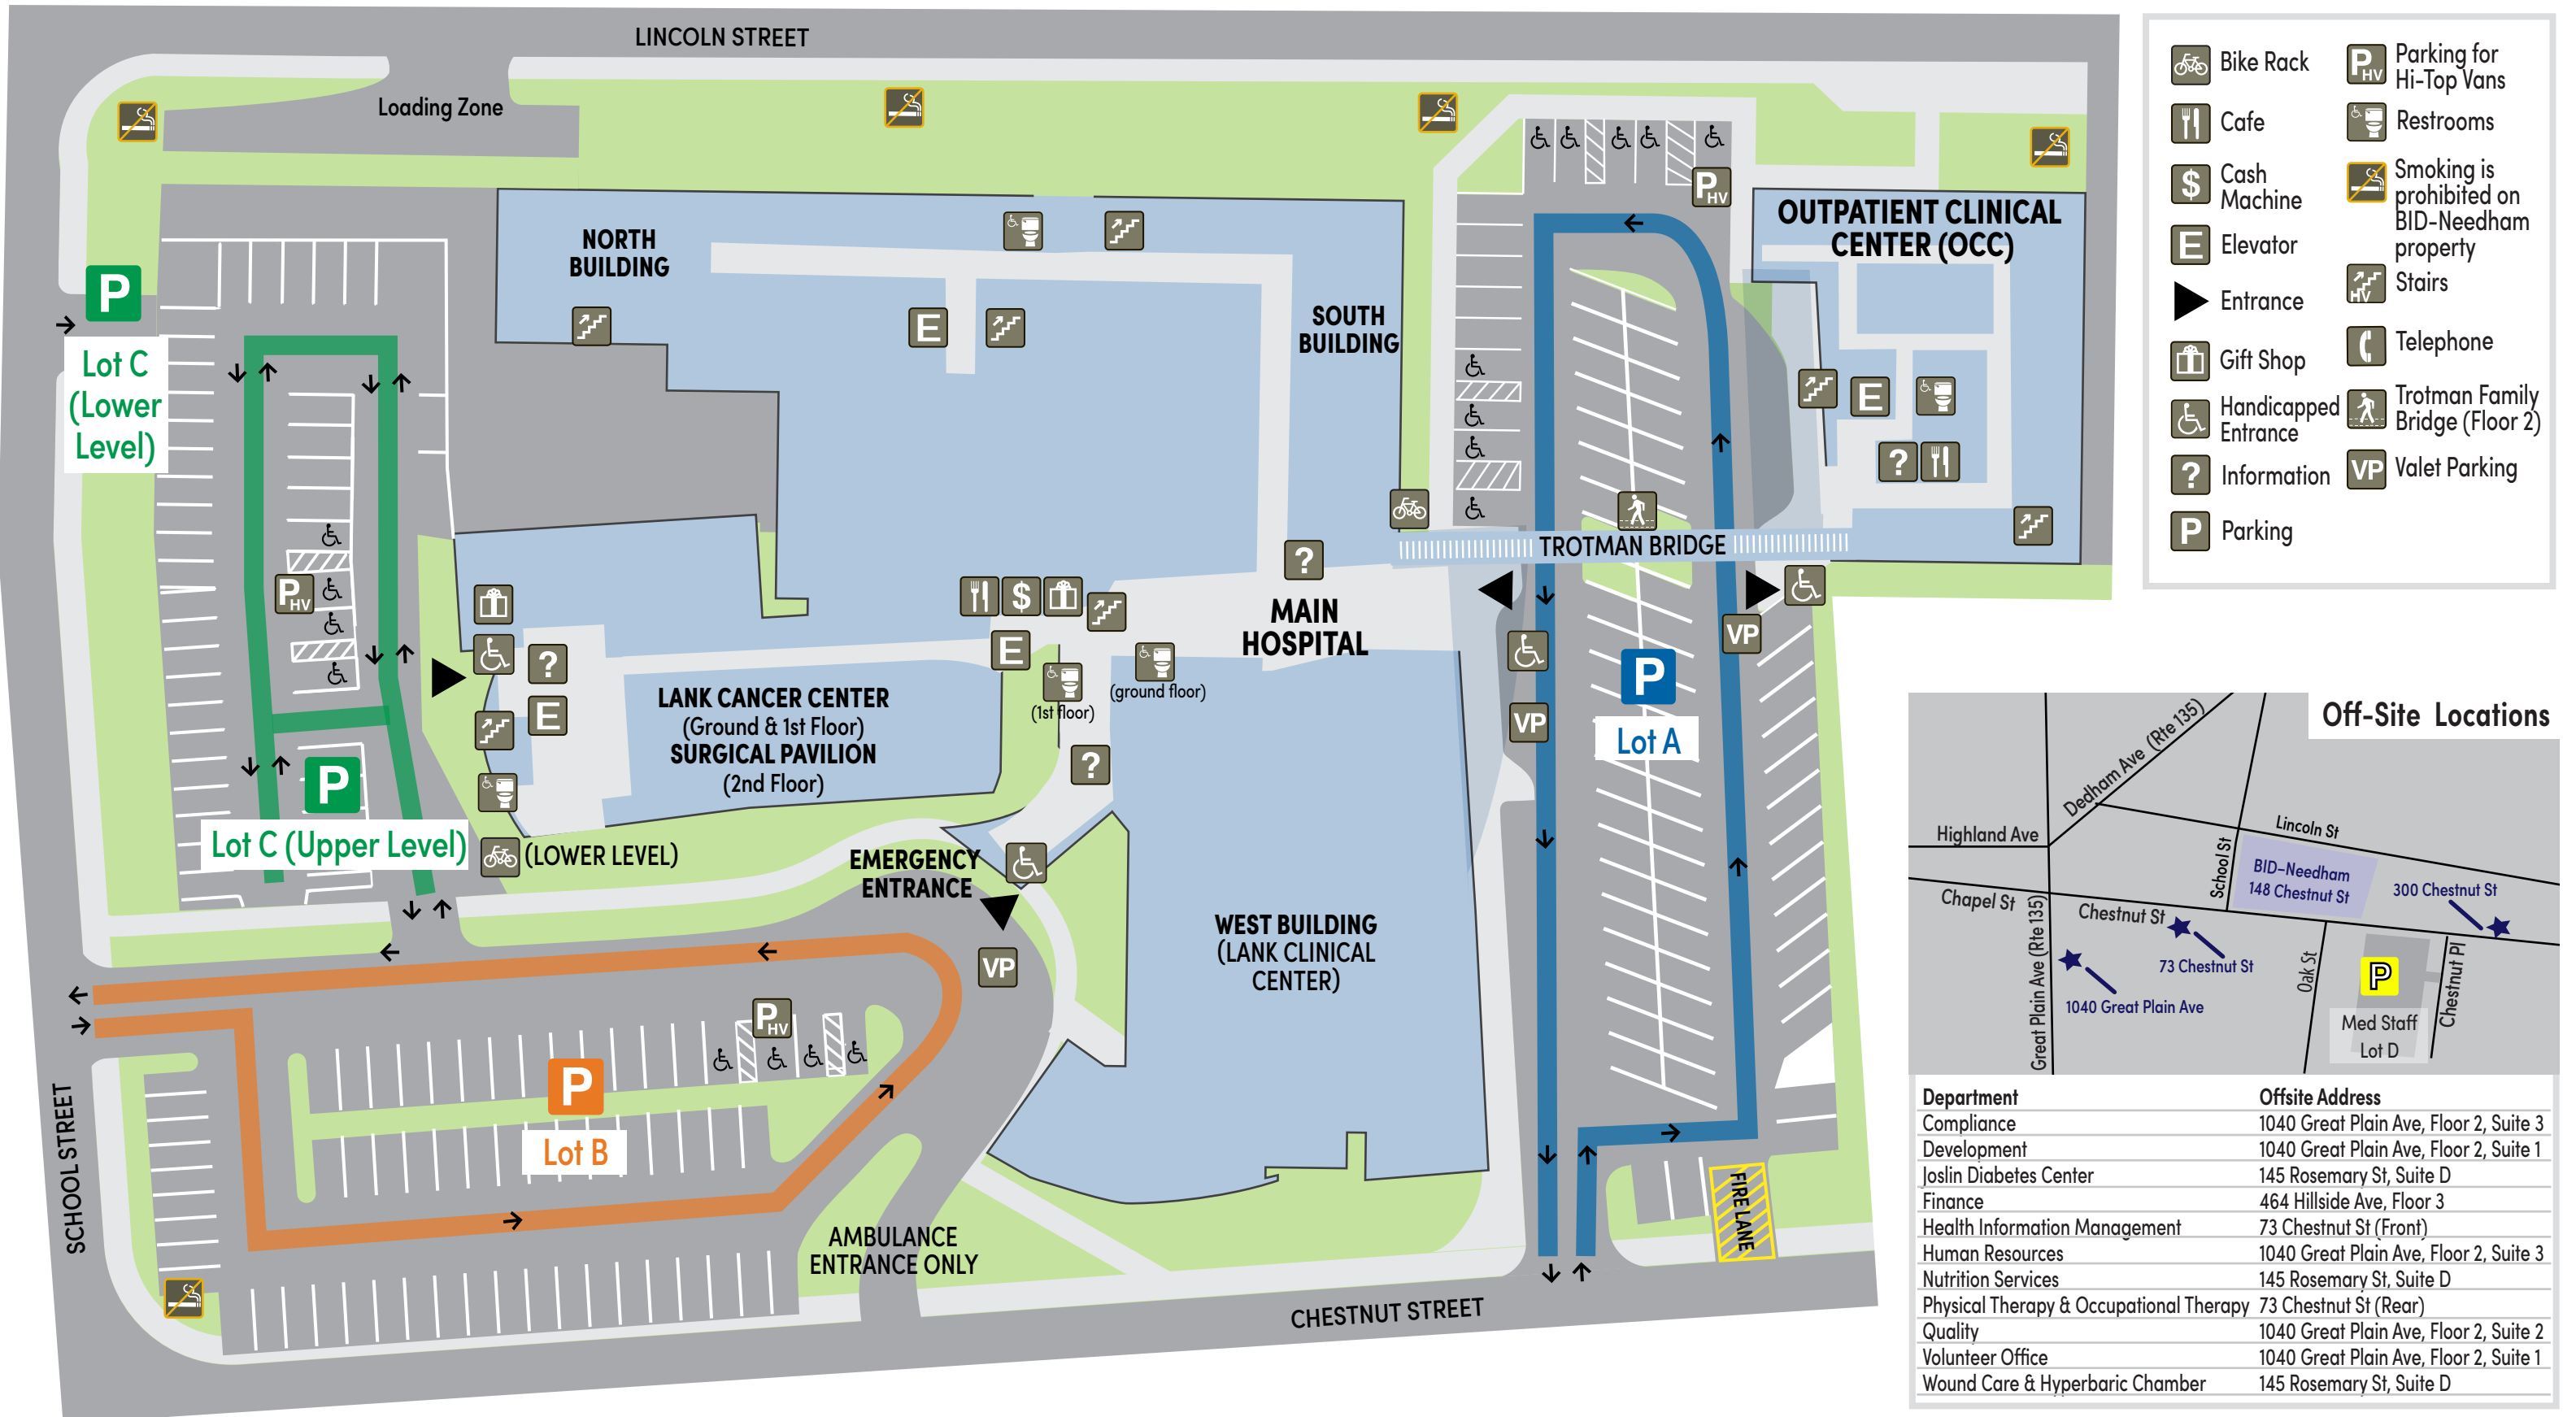 LINCOLN STREET
Loading Zone
NORTH
BUILDING
E
SOUTH
BUILDING
PHV
OUTPATIENT CLINICAL
CENTER (OCC)
E
?
P
Lot C
(Lower
Level)
PHV
TROTMAN BRIDGE
?
$
E
MAIN
HOSPITAL
(1st floor)
(ground floor)
?
?
E
LANK CANCER CENTER
(Ground & 1st Floor)
SURGICAL PAVILION
(2nd Floor)
VP
VP
P
Lot A
P
Lot C (Upper Level)
(LOWER LEVEL)
EMERGENCY
ENTRANCE
VP
WEST BUILDING
(LANK CLINICAL
CENTER)
PHV
P
Lot B
SCHOOL STREET
AMBULANCE
ENTRANCE ONLY
FIRE LANE
CHESTNUT STREET
Bike Rack
Cafe
$ Cash
Machine
E Elevator
Entrance
Gift Shop
Handicapped
Entrance
? Information
P Parking
PHV Parking for
Hi-Top Vans
Restrooms
Smoking is
prohibited on
BID-Needham
property
HV Stairs
Telephone
Trotman Family
Bridge (Floor 2)
VP Valet Parking
Off-Site Locations
Dedham Ave (Rte 135)
Highland Ave
Lincoln St
School St
BID-Needham
148 Chestnut St
300 Chestnut St
Chapel St
Chestnut St
Great Plain Ave (Rte 135)
73 Chestnut St
1040 Great Plain Ave
Oak St
P
Chestnut Pl
Med Staff
Lot D
Department Offsite Address
Compliance 1040 Great Plain Ave, Floor 2, Suite 3
Development 1040 Great Plain Ave, Floor 2, Suite 1
Joslin Diabetes Center 145 Rosemary St, Suite D
Finance 464 Hillside Ave, Floor 3
Health Information Management 73 Chestnut St (Front)
Human Resources 1040 Great Plain Ave, Floor 2, Suite 3
Nutrition Services 145 Rosemary St, Suite D
Physical Therapy & Occupational Therapy 73 Chestnut St (Rear)
Quality 1040 Great Plain Ave, Floor 2, Suite 2
Volunteer Office 1040 Great Plain Ave, Floor 2, Suite 1
Wound Care & Hyperbaric Chamber 145 Rosemary St, Suite D